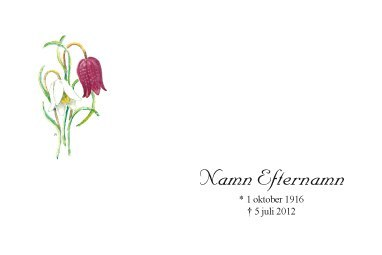 Namn Efternamn
* 1 oktober 1916
† 5 juli 2012